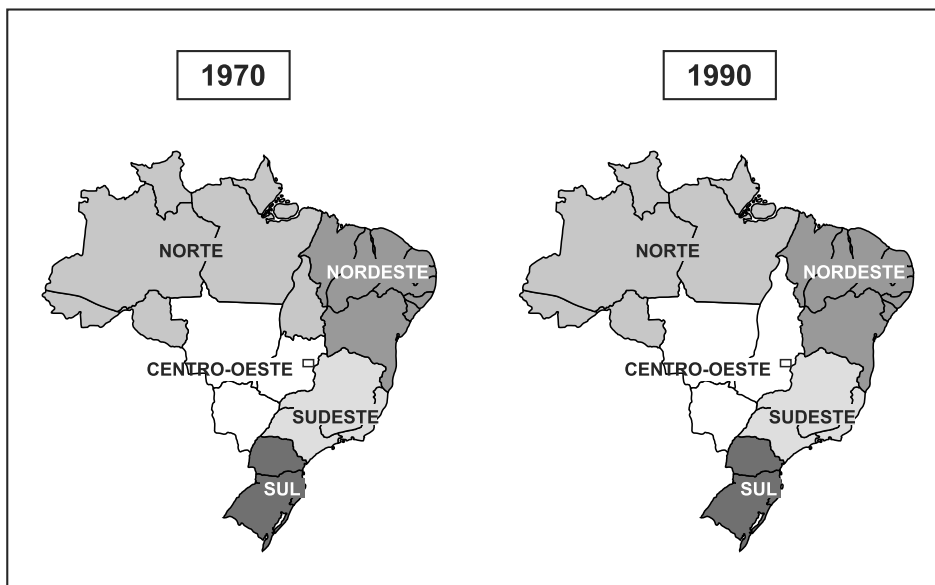 1970
NORTE
NORDESTE
CENTRO-OESTE
SUDESTE
SUL
1990
NORTE
NORDESTE
CENTRO-OESTE
SUDESTE
SUL